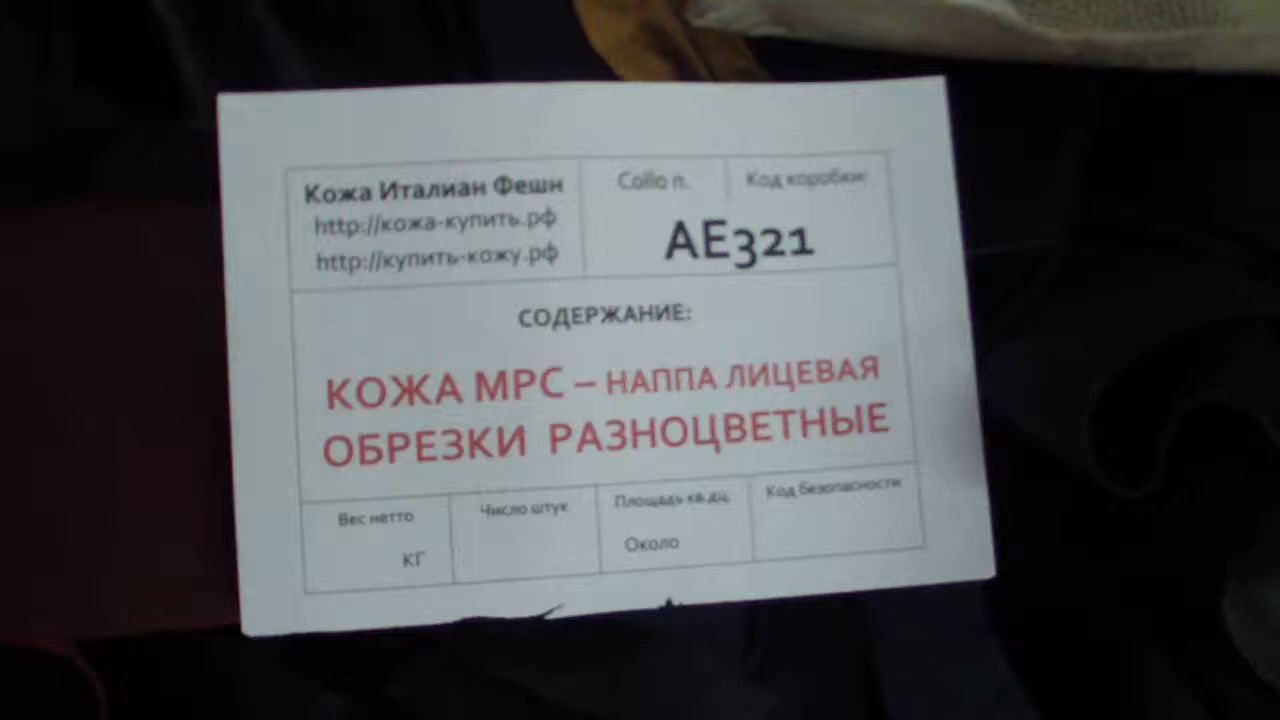 Кожа Италиан Фешн
http://кожа-купить.рф
http://купить-кожу.рф
Collo n.
Код коробки:
AE321
СОДЕРЖАНИЕ:
КОЖА МРС – НАППА ЛИЦЕВАЯ
ОБРЕЗКИ РАЗНОЦВЕТНЫЕ
Вес нетто
КГ
Число штук
Площадь кв.дц.
Около
Код безопасности